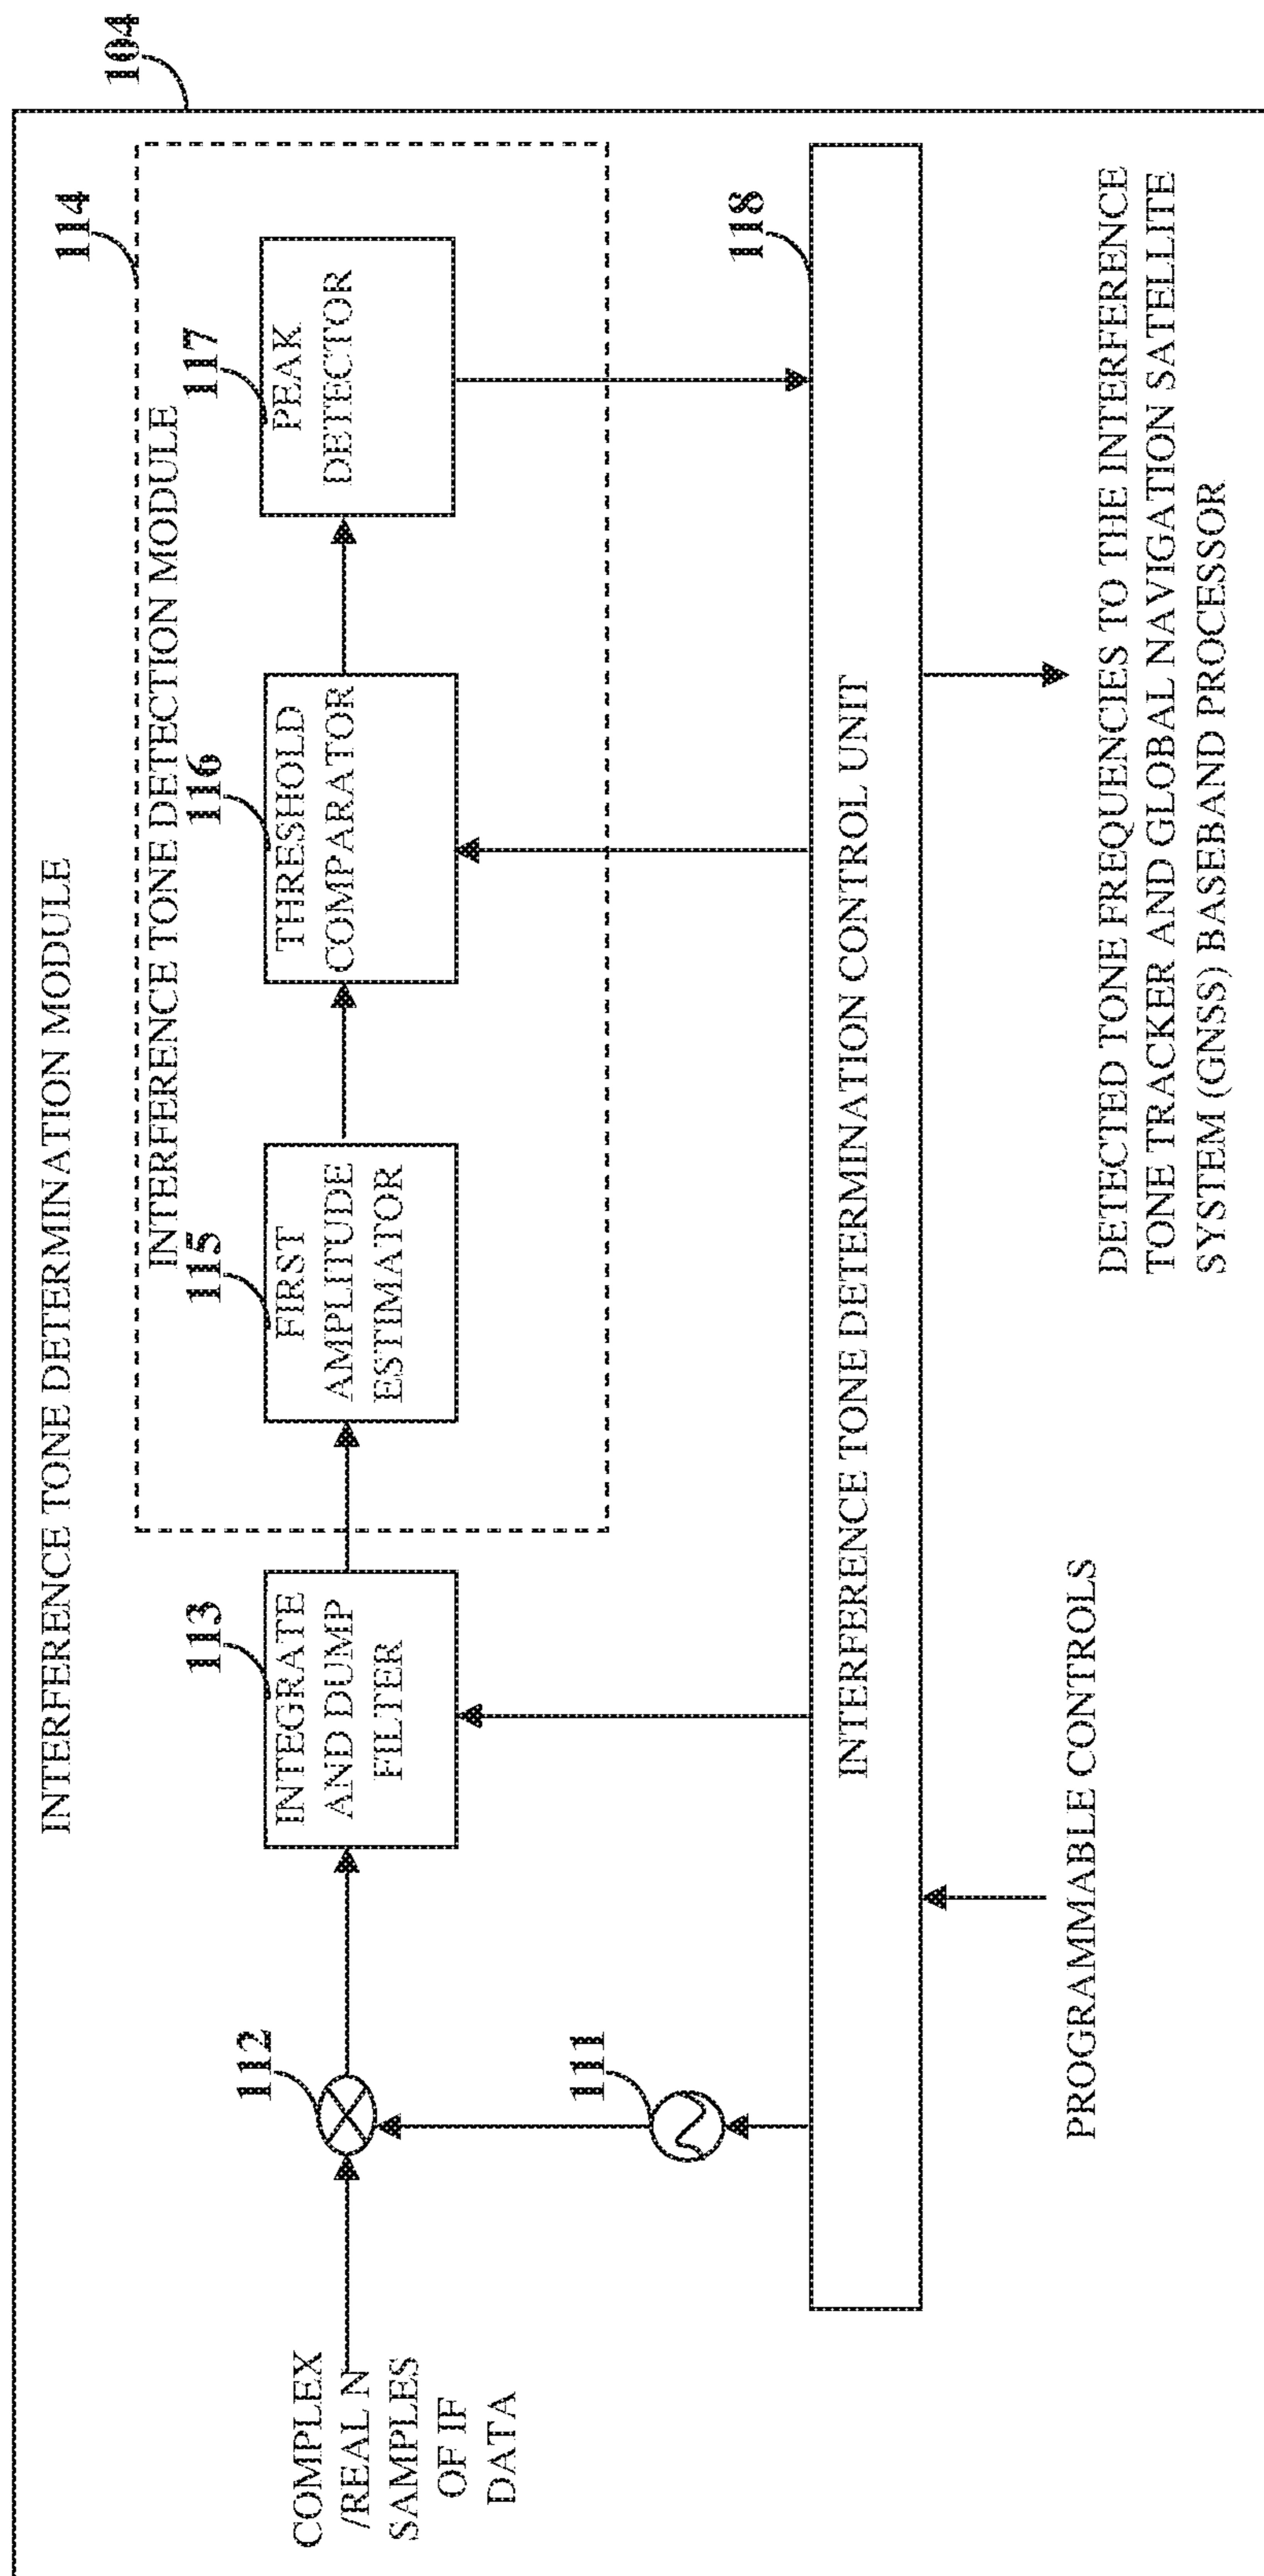 104
INTERFERENCE TONE DETERMINATION MODULE
114
INTERFERENCE TONE DETECTION MODULE
112
113
115
116
117
COMPLEX
/REAL N
SAMPLES
OF IF
DATA
INTEGRATE
AND DUMP
FILTER
FIRST
AMPLITUDE
ESTIMATOR
THRESHOLD
COMPARATOR
PEAK
DETECTOR
111
118
INTERFERENCE TONE DETERMINATION CONTROL UNIT
PROGRAMMABLE CONTROLS
DETECTED TONE FREQUENCIES TO THE INTERFERENCE
TONE TRACKER AND GLOBAL NAVIGATION SATELLITE
SYSTEM (GNSS) BASEBAND PROCESSOR